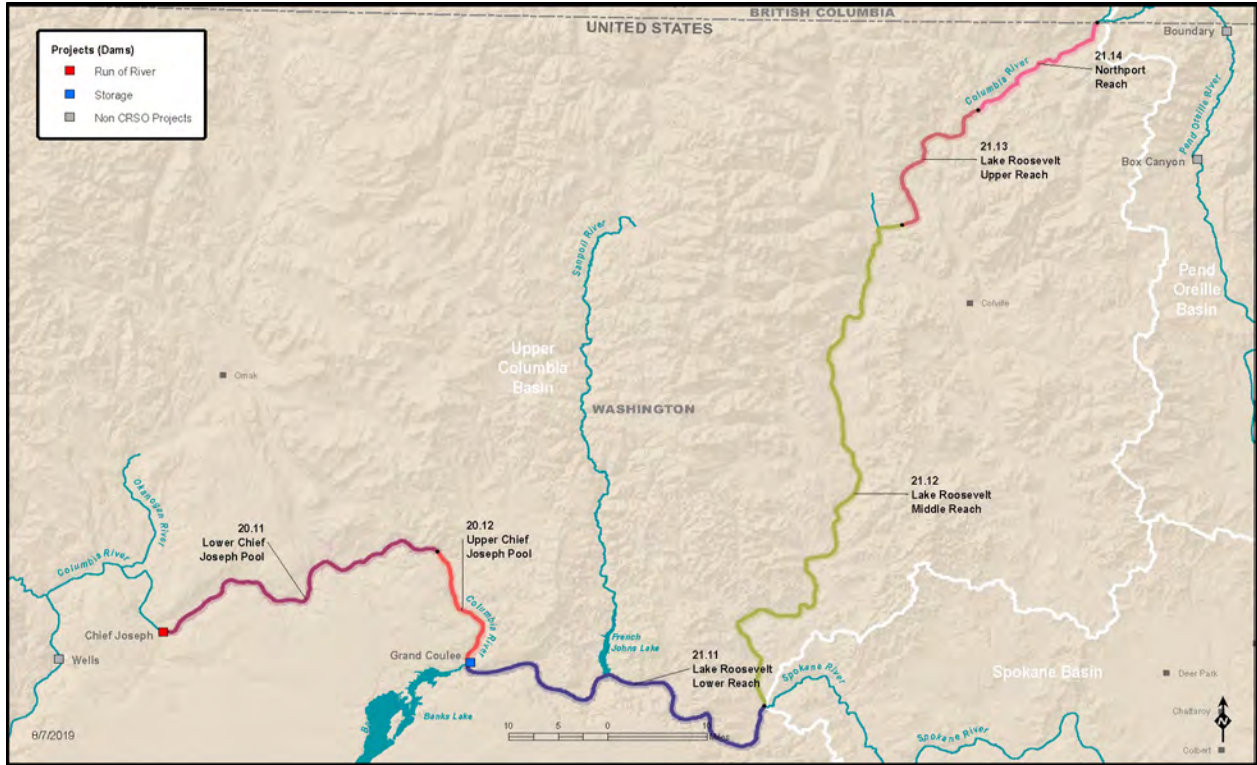 BRITISH COLUMBIA
UNITED STATES
Projects (Dams)
Run of River
Storage
Non CRSO Projects
Boundary
21.14
Northport
Reach
Columbia River
Pend Oreille River
Box Canyon
21.13
Lake Roosevelt
Upper Reach
Sanpoil River
Pend
Oreille
Basin
Colville
Upper
Columbia
Basin
Omak
WASHINGTON
21.12
Lake Roosevelt
Middle Reach
Okanogan River
20.11
Lower Chief
Joseph Pool
20.12
Upper Chief
Joseph Pool
Columbia River
Columbia River
Chief Joseph
Wells
Grand Coulee
French
Johns Lake
21.11
Lake Roosevelt
Lower Reach
Spokane River
Spokane Basin
Deer Park
Banks Lake
Chattaroy
N
Spokane River
Colbert
10 5 0 10
Miles
8/7/2019